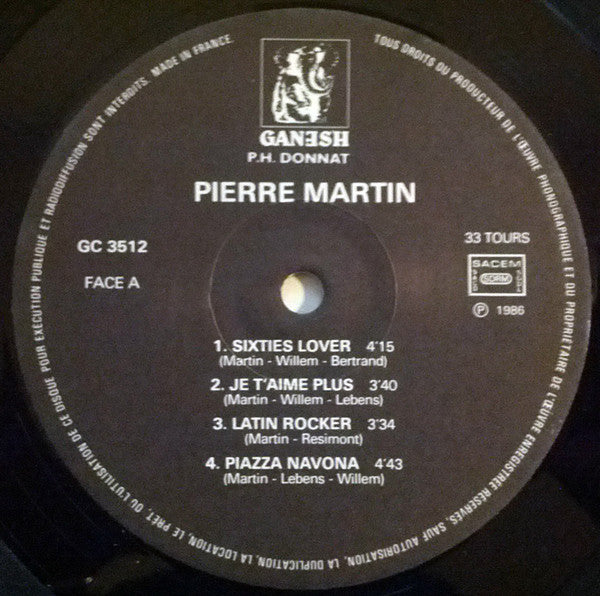 GANESH
P.H. DONNAT
PIERRE MARTIN
GC 3512
33 TOURS
FACE A
SACEM
SDRM
Ⓟ 1986
1. SIXTIES LOVER 4'15
(Martin - Willem - Bertrand)
2. JE T'AIME PLUS 3'40
(Martin - Willem - Lebens)
3. LATIN ROCKER 3'34
(Martin - Resimont)
4. PIAZZA NAVONA 4'43
(Martin - Lebens - Willem)
TOUS DROITS DU PRODUCTEUR DE L'ŒUVRE PHONOGRAPHIQUE ET DU PROPRIÉTAIRE DE L'ŒUVRE ENREGISTRÉE RÉSERVÉS, SAUF AUTORISATION, LA DUPLICATION, LA LOCATION, LE PRÊT, OU L'UTILISATION DE CE DISQUE POUR EXÉCUTION PUBLIQUE ET RADIODIFFUSION SONT INTERDITS. MADE IN FRANCE.